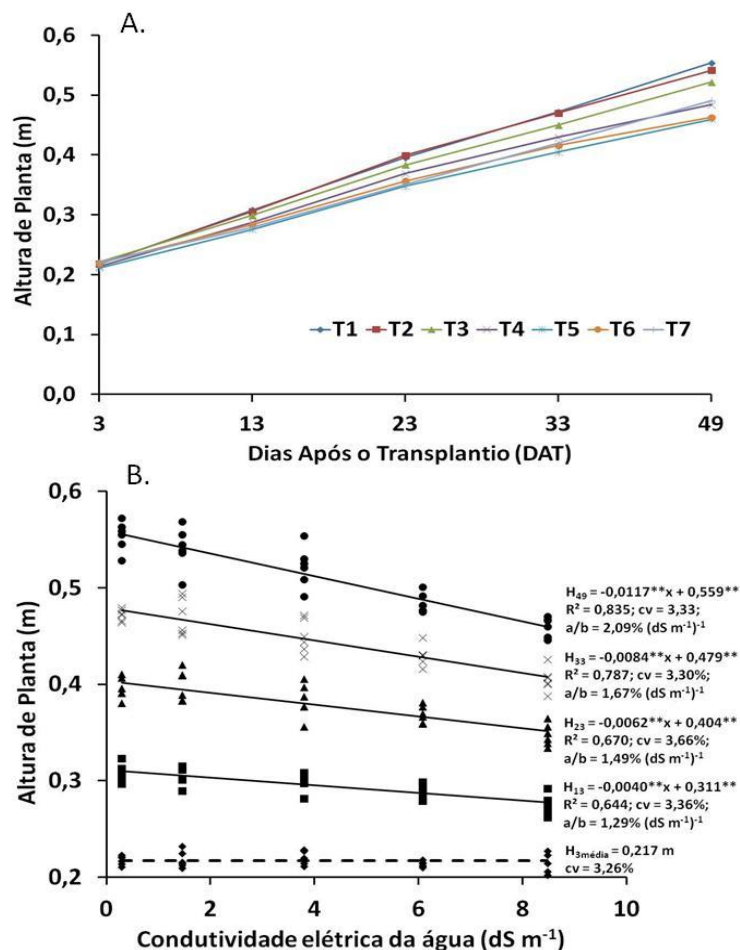 A.
0,6
0,5
0,4
0,3
0,2
0,1
0,0
Altura de Planta (m)
T1 T2 T3 T4 T5 T6 T7
3 13 23 33 49
Dias Após o Transplantio (DAT)
B.
0,6
0,5
0,4
0,3
0,2
Altura de Planta (m)
H49 = -0,0117**x + 0,559**
R² = 0,835; cv = 3,33;
a/b = 2,09% (dS m-1)-1
H33 = -0,0084**x + 0,479**
R² = 0,787; cv = 3,30%;
a/b = 1,67% (dS m-1)-1
H23 = -0,0062**x + 0,404**
R² = 0,670; cv = 3,66%;
a/b = 1,49% (dS m-1)-1
H13 = -0,0040**x + 0,311**
R² = 0,644; cv = 3,36%;
a/b = 1,29% (dS m-1)-1
H3média = 0,217 m
cv = 3,26%
0 2 4 6 8 10
Condutividade elétrica da água (dS m-1)